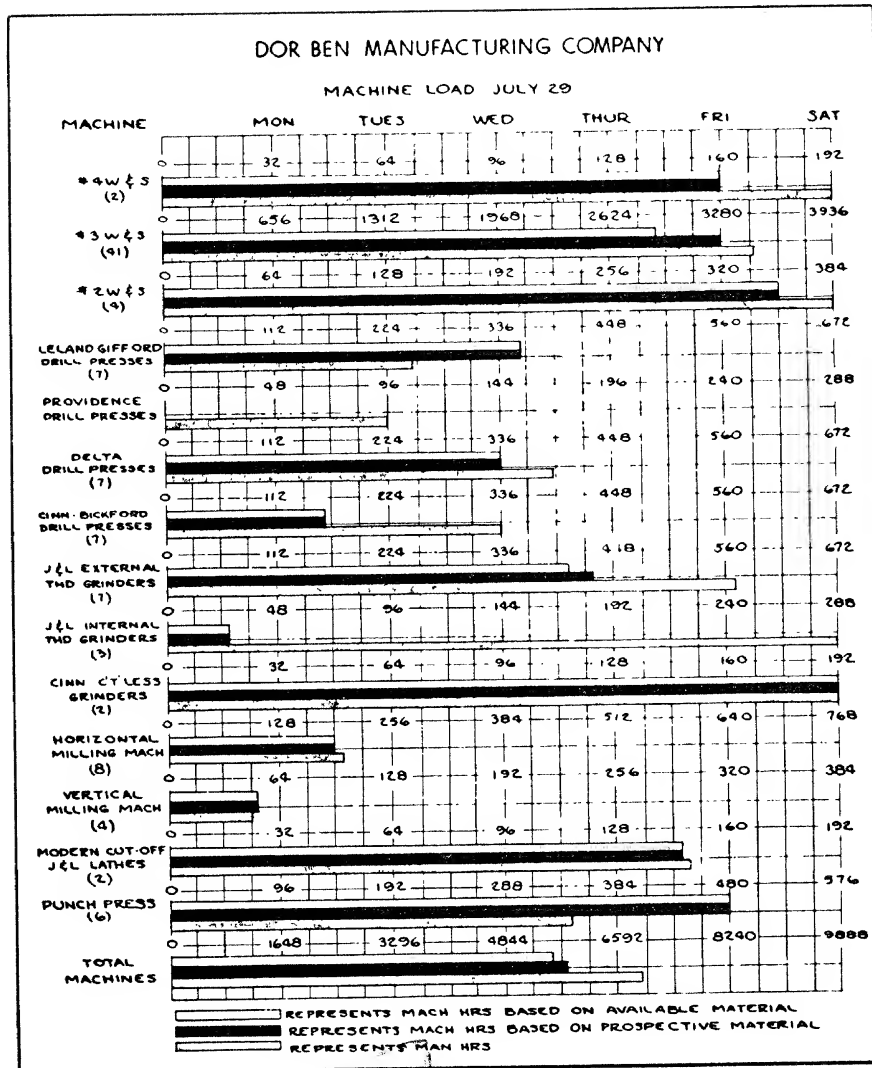 DOR BEN MANUFACTURING COMPANY
MACHINE LOAD JULY 29
MACHINE MON TUES WED THUR FRI SAT
0 32 64 96 128 160 192
#4 W & S
(2)
0 656 1312 1968 2624 3280 3936
#3 W & S
(41)
0 64 128 192 256 320 384
#2 W & S
(4)
0 112 224 336 448 560 672
LELAND GIFFORD
DRILL PRESSES
(7)
0 48 96 144 196 240 288
PROVIDENCE
DRILL PRESSES
0 112 224 336 448 560 672
DELTA
DRILL PRESSES
(7)
0 112 224 336 448 560 672
CINN-BICKFORD
DRILL PRESSES
(7)
0 112 224 336 418 560 672
J&L EXTERNAL
THD GRINDERS
(7)
0 48 96 144 192 240 288
J&L INTERNAL
THD GRINDERS
(3)
0 32 64 96 128 160 192
CINN C'T'LESS
GRINDERS
(2)
0 128 256 384 512 640 768
HORIZONTAL
MILLING MACH
(8)
0 64 128 192 256 320 384
VERTICAL
MILLING MACH
(4)
0 32 64 96 128 160 192
MODERN CUT-OFF
J&L LATHES
(2)
0 96 192 288 384 480 576
PUNCH PRESS
(6)
0 1648 3296 4844 6592 8240 9888
TOTAL
MACHINES
REPRESENTS MACH HRS BASED ON AVAILABLE MATERIAL
REPRESENTS MACH HRS BASED ON PROSPECTIVE MATERIAL
REPRESENTS MAN HRS